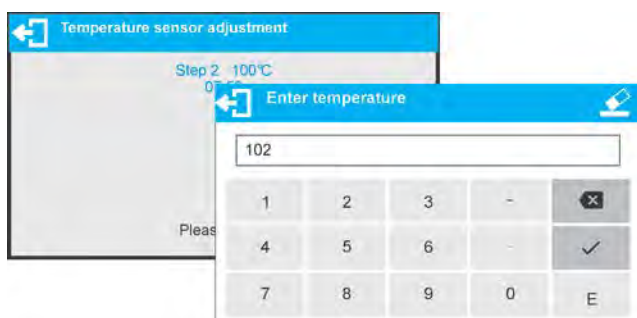 Temperature sensor adjustment
Step 2 100°C
Enter temperature
102
1 2 3 -
4 5 6 .
7 8 9 0 E